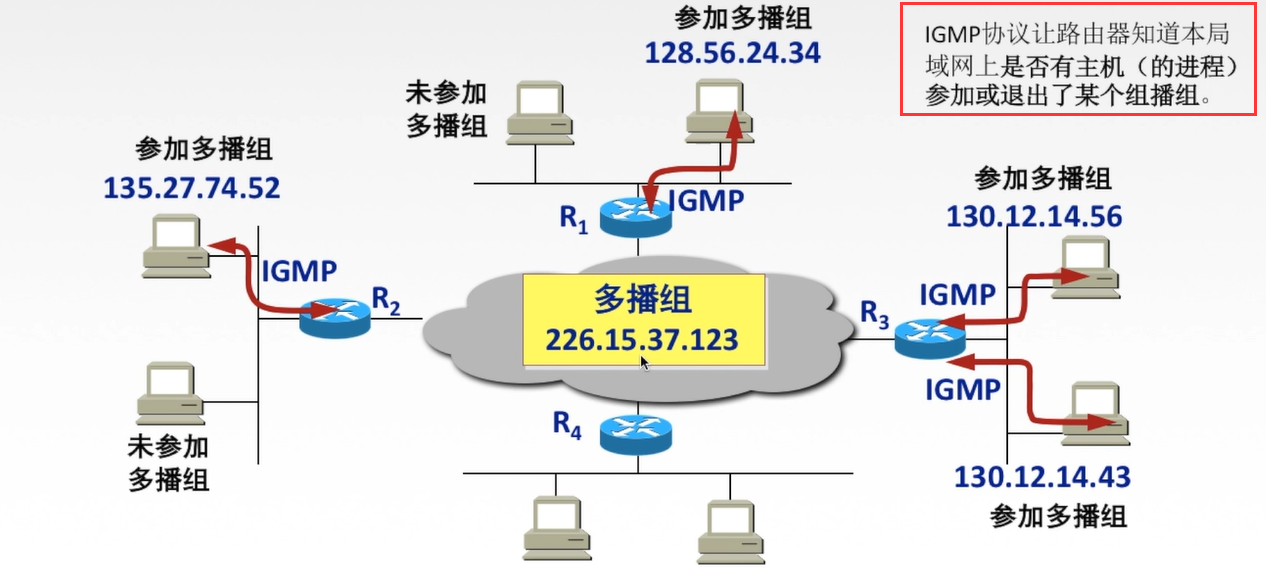 参加多播组
128.56.24.34
IGMP协议让路由器知道本局
域网上是否有主机（的进程）
参加或退出了某个组播组。
未参加
多播组
参加多播组
135.27.74.52
R1
IGMP
参加多播组
130.12.14.56
IGMP
R2
多播组
226.15.37.123
R3
IGMP
IGMP
R4
未参加
多播组
130.12.14.43
参加多播组